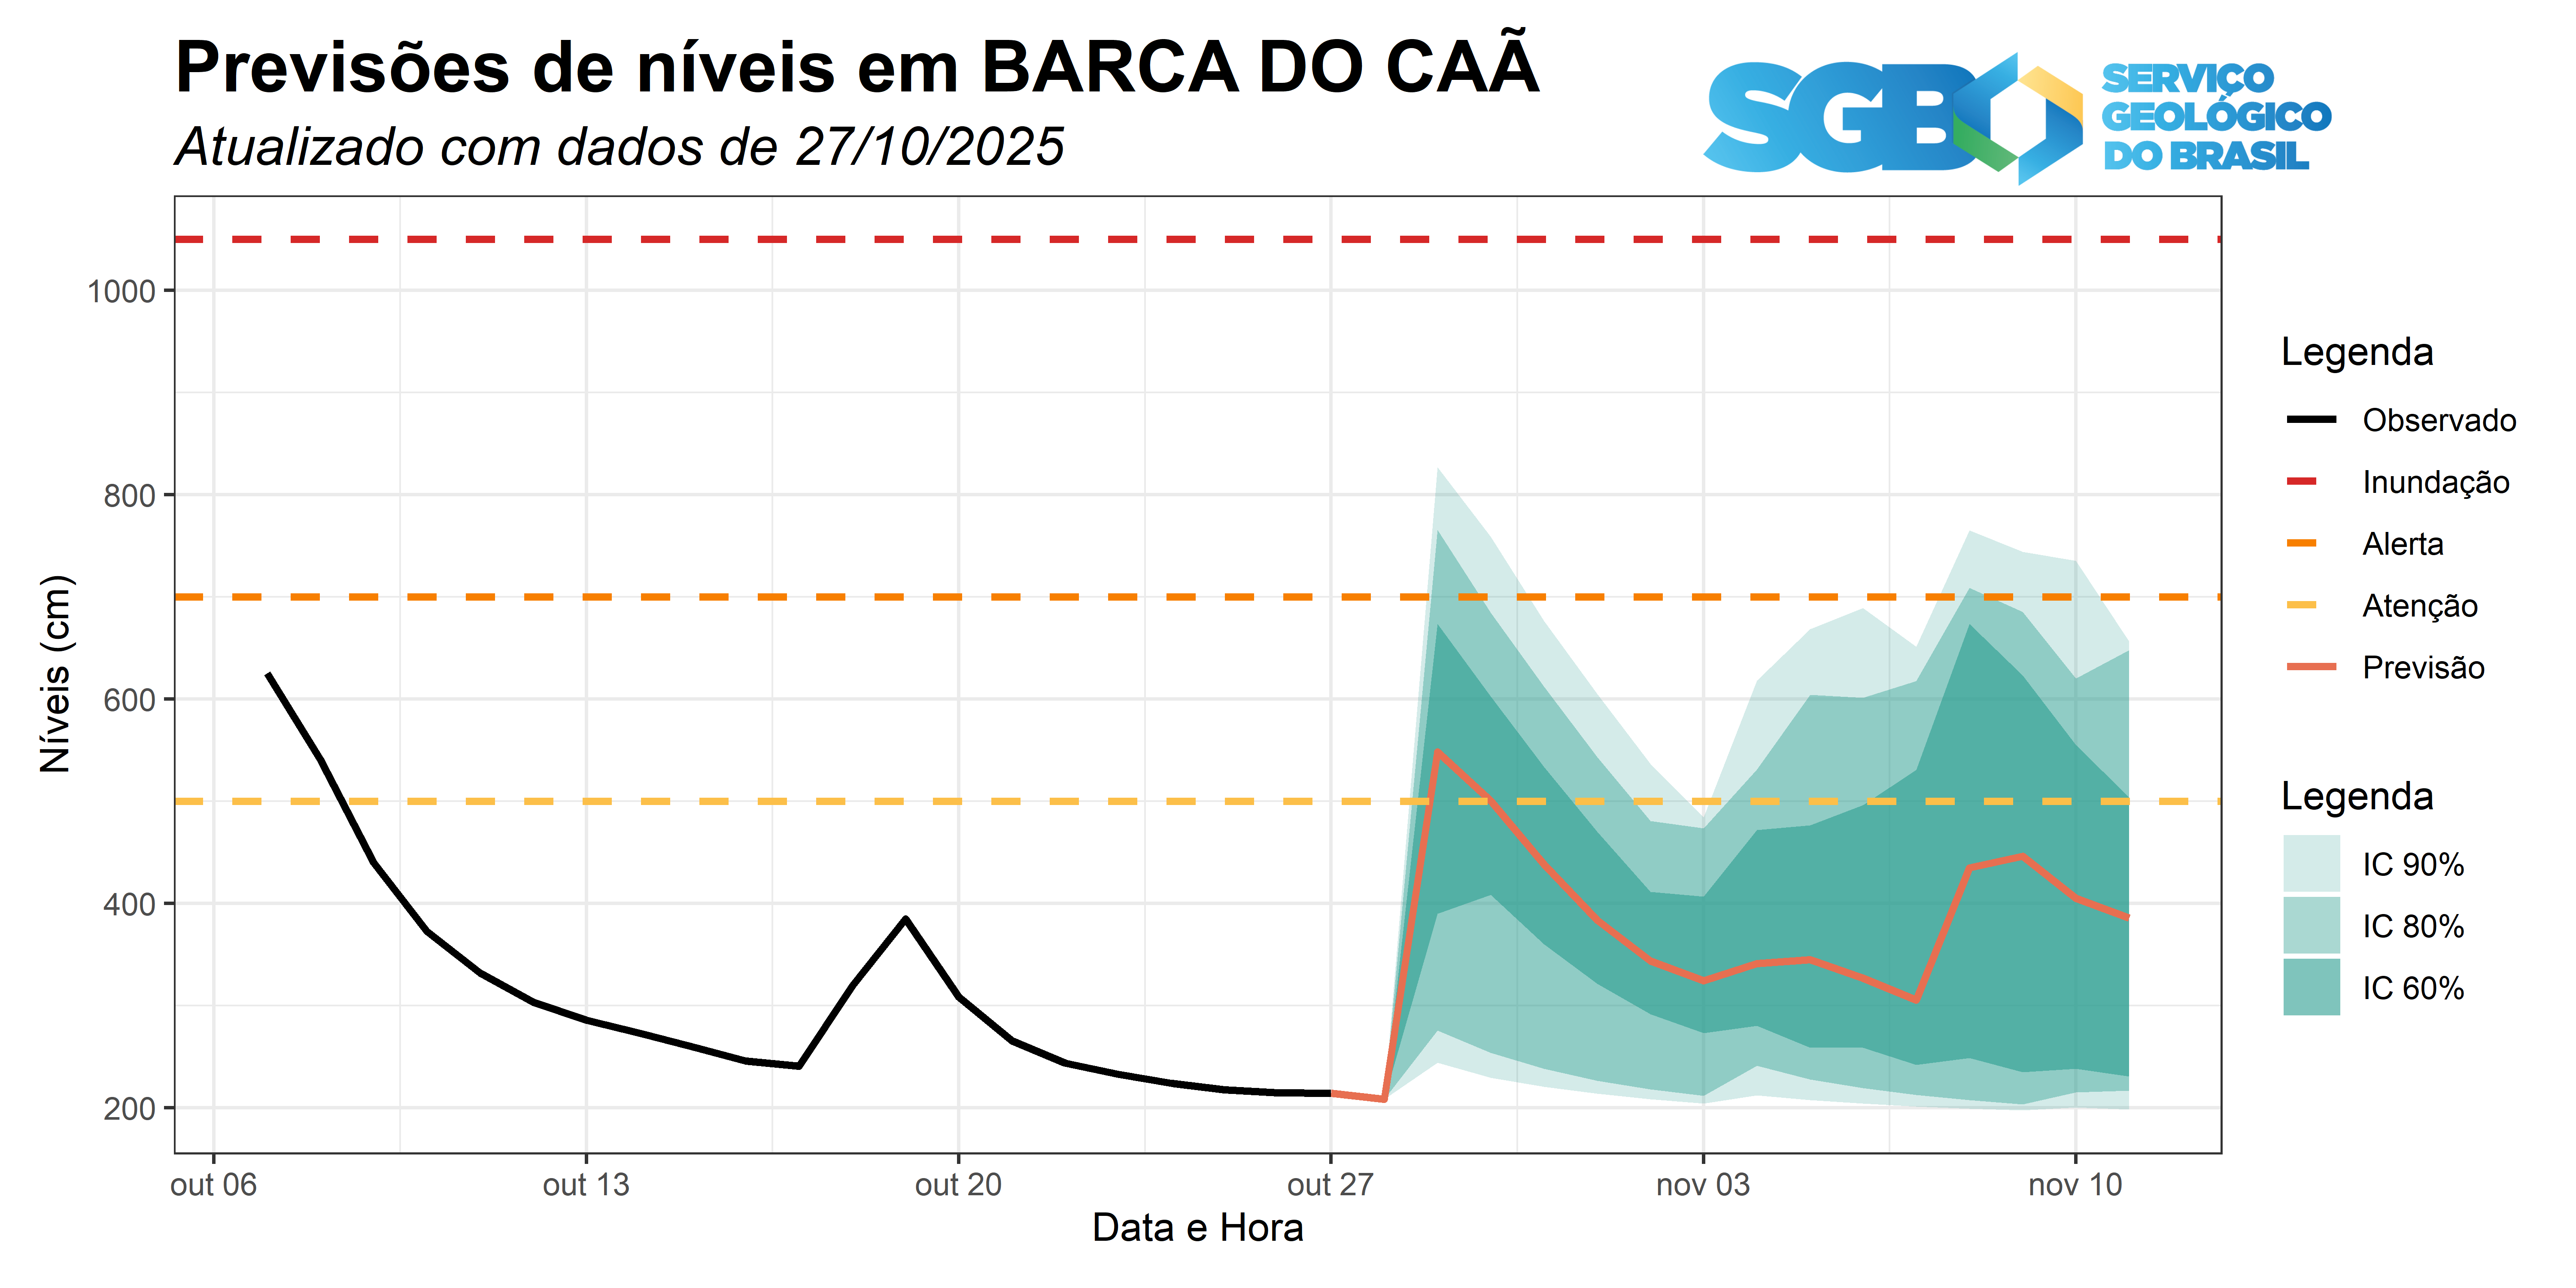 Previsões de níveis em BARCA DO CAÃ
Atualizado com dados de 27/10/2025
SGB
SERVIÇO
GEOLÓGICO
DO BRASIL
1000
800
600
400
200
Níveis (cm)
out 06
out 13
out 20
out 27
nov 03
nov 10
Data e Hora
Legenda
Observado
Inundação
Alerta
Atenção
Previsão
Legenda
IC 90%
IC 80%
IC 60%